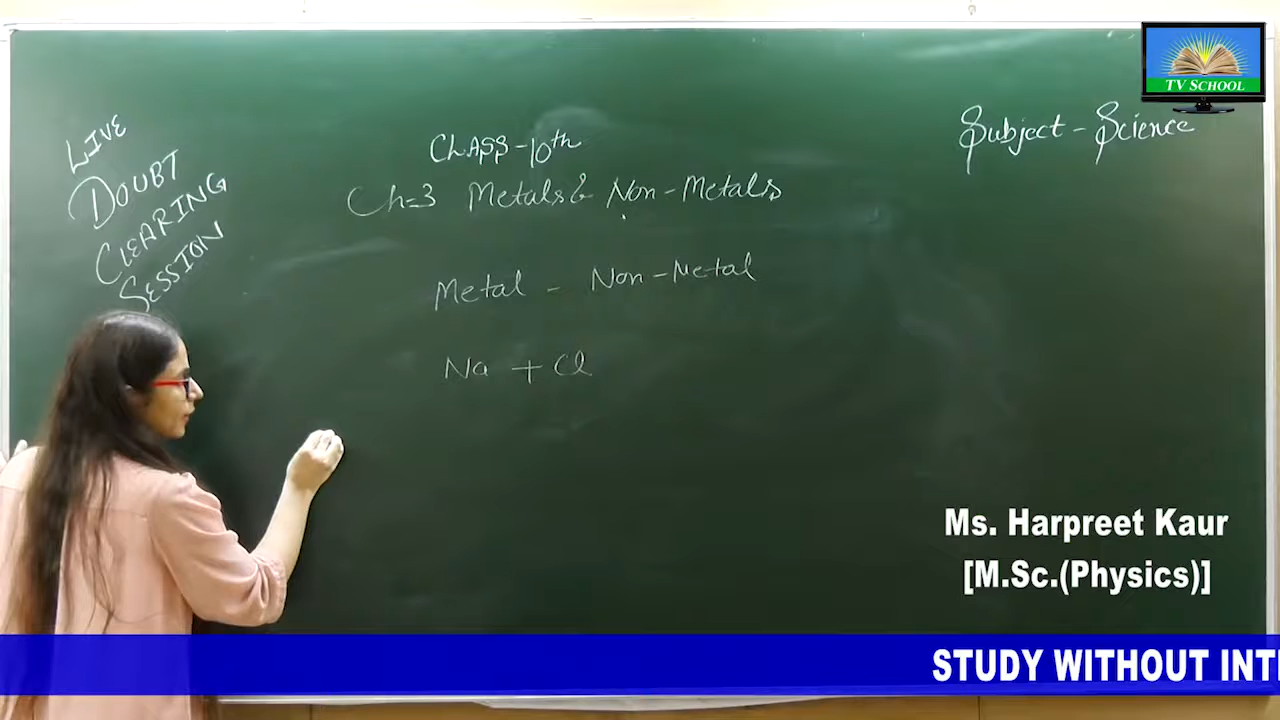 TV SCHOOL
Subject - Science
LIVE
DOUBT
CLEARING
SESSION
CLASS-10th
Ch=3 Metals & Non-Metals
Metal - Non-Metal
Na + Cl
Ms. Harpreet Kaur
[M.Sc.(Physics)]
STUDY WITHOUT